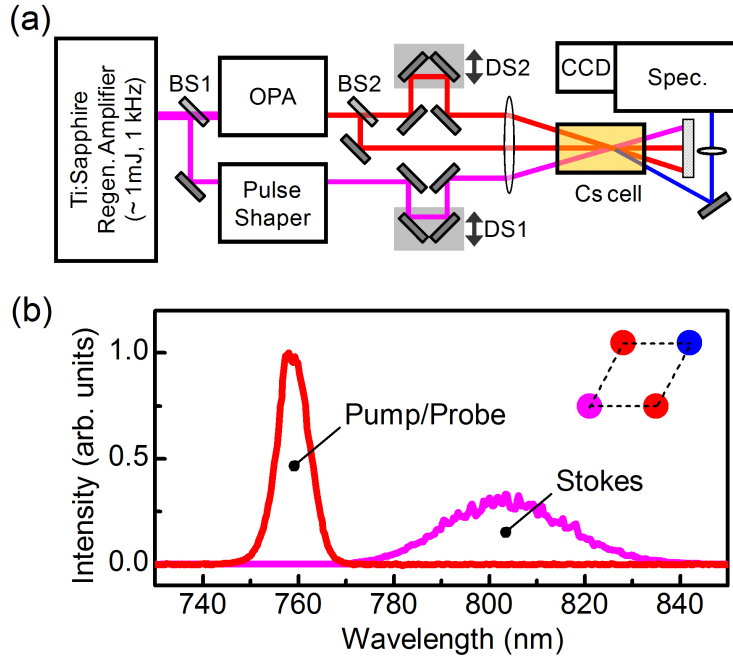 (a)
Ti:Sapphire
Regen. Amplifier
(~ 1mJ, 1 kHz)
BS1
OPA
BS2
DS2
CCD
Spec.
Pulse
Shaper
DS1
Cs cell
(b)
Intensity (arb. units)
1.0
0.5
0.0
Pump/Probe
Stokes
740
760
780
800
820
840
Wavelength (nm)